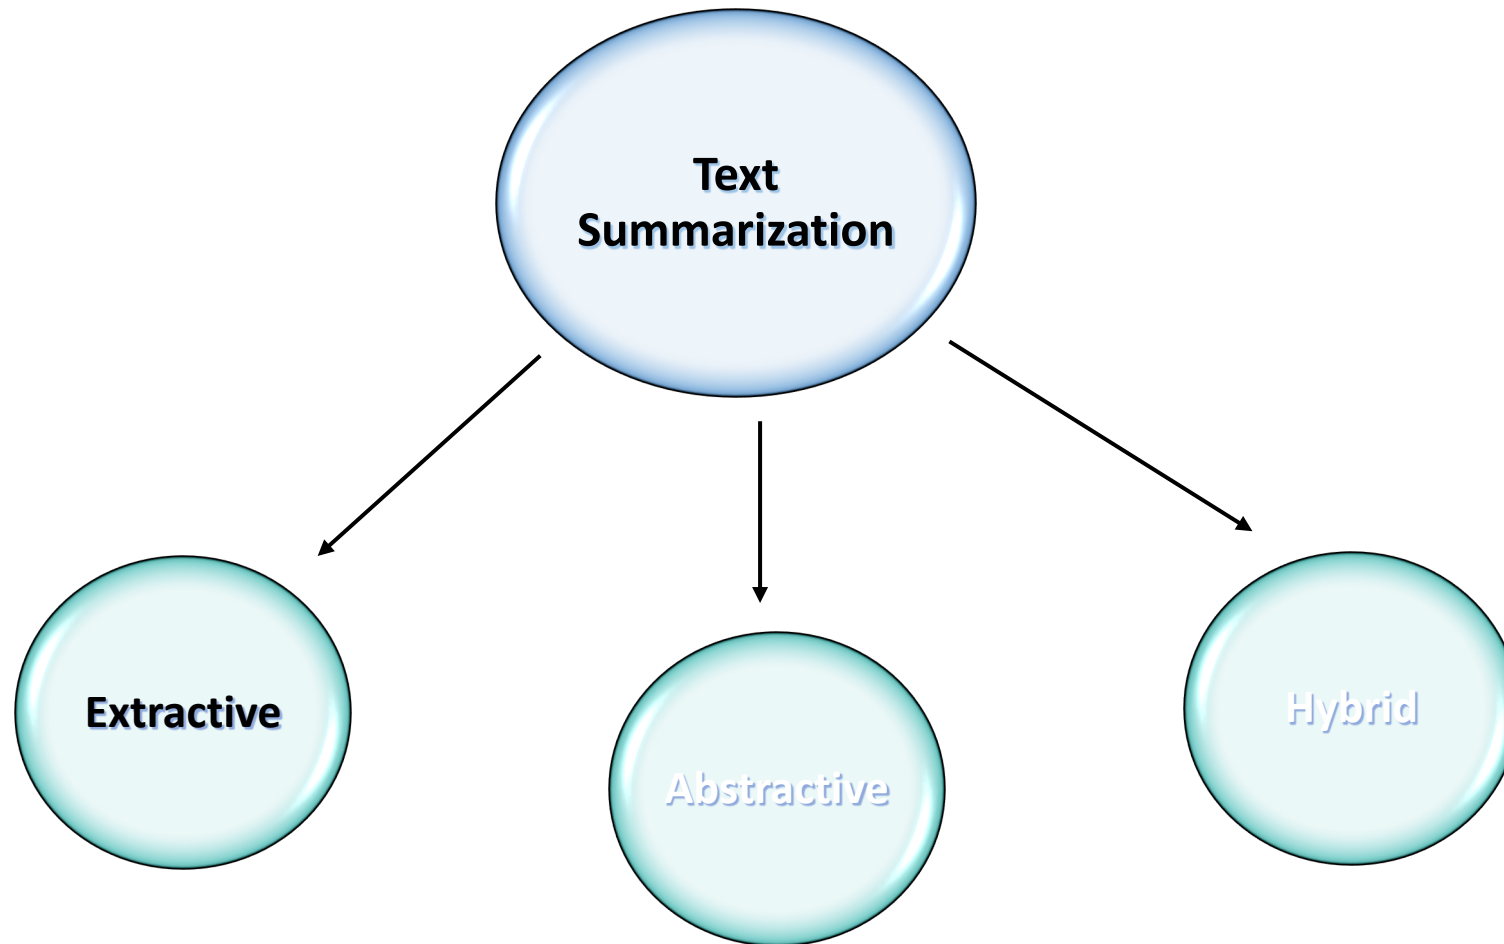 Text
Summarization
Extractive
Abstractive
Hybrid